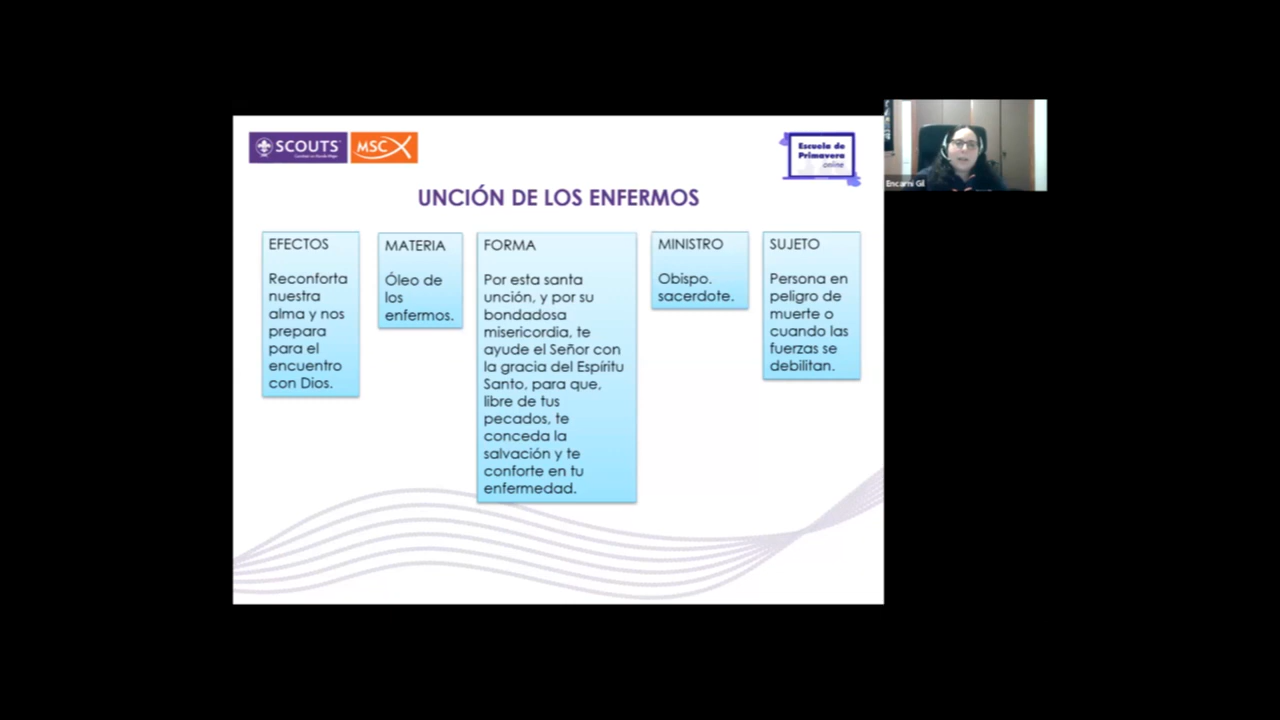 SCOUTS
MSC
Escuela de
Primavera
online
Encarni Gil
UNCIÓN DE LOS ENFERMOS
EFECTOS
Reconforta
nuestra
alma y nos
prepara
para el
encuentro
con Dios.
MATERIA
Óleo de
los
enfermos.
FORMA
Por esta santa
unción, y por su
bondadosa
misericordia, te
ayude el Señor con
la gracia del Espíritu
Santo, para que,
libre de tus
pecados, te
conceda la
salvación y te
conforte en tu
enfermedad.
MINISTRO
Obispo.
sacerdote.
SUJETO
Persona en
peligro de
muerte o
cuando las
fuerzas se
debilitan.